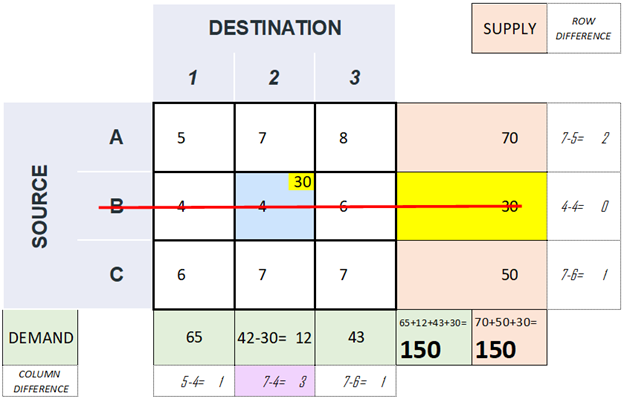 DESTINATION
SUPPLY
ROW
DIFFERENCE
1 2 3
SOURCE
A 5 7 8 70 7-5= 2
30
B 4 4 6 30 4-4= 0
C 6 7 7 50 7-6= 1
DEMAND 65 42-30= 12 43
65+12+43+30= 70+50+30=
150 150
COLUMN
DIFFERENCE
5-4= 1 7-4= 3 7-6= 1